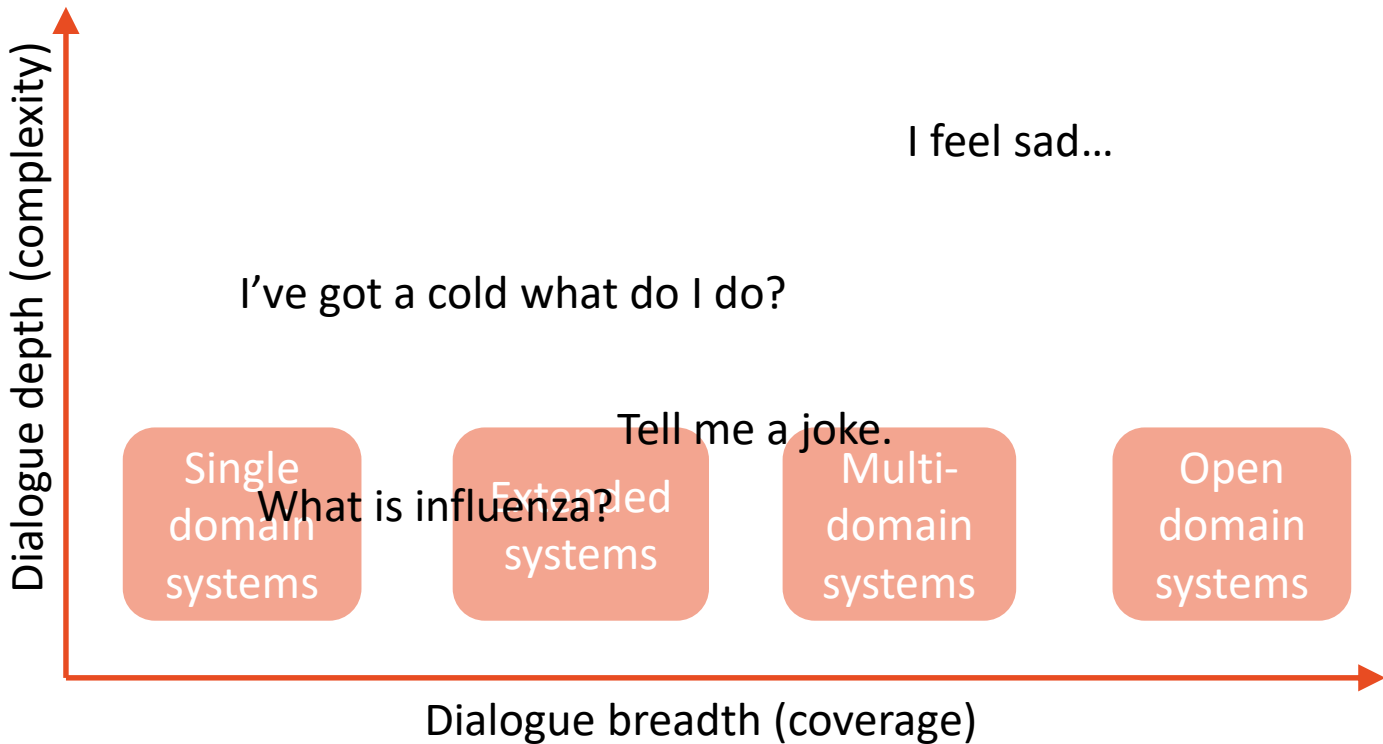 Dialogue depth (complexity)
I feel sad…
I’ve got a cold what do I do?
Tell me a joke.
What is influenza?
Single
domain
systems
Extended
systems
Multi-
domain
systems
Open
domain
systems
Dialogue breadth (coverage)